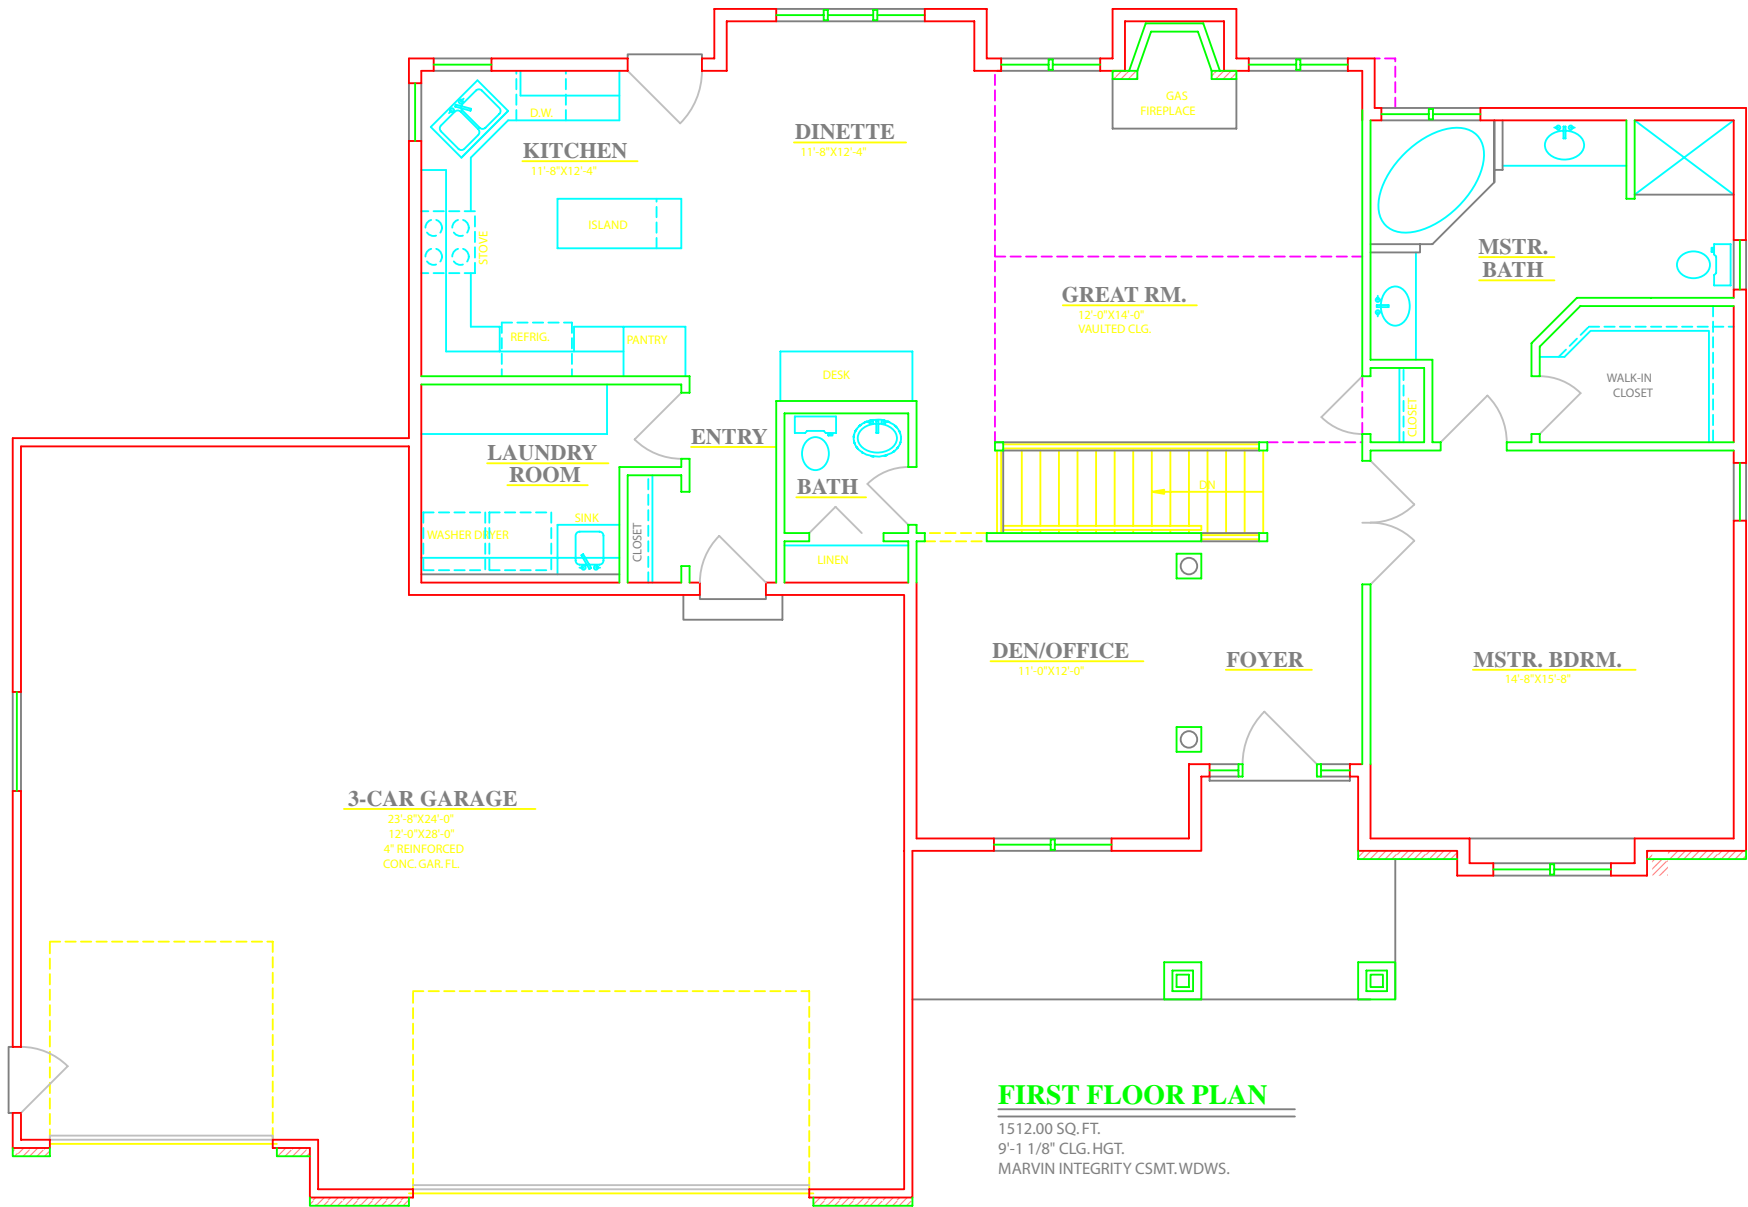 GAS
FIREPLACE
D.W.
DINETTE
11'-8"X12'-4"
KITCHEN
11'-8"X12'-4"
ISLAND
STOVE
MSTR.
BATH
GREAT RM.
12'-0"X14'-0"
VAULTED CLG.
REFRIG.
PANTRY
DESK
WALK-IN
CLOSET
CLOSET
ENTRY
LAUNDRY
ROOM
BATH
DN
SINK
WASHER DRYER
CLOSET
LINEN
DEN/OFFICE
11'-0"X12'-0"
FOYER
MSTR. BDRM.
14'-8"X15'-8"
3-CAR GARAGE
23'-8"X24'-0"
12'-0"X28'-0"
4" REINFORCED
CONC. GAR. FL.
FIRST FLOOR PLAN
1512.00 SQ. FT.
9'-1 1/8" CLG. HGT.
MARVIN INTEGRITY CSMT. WDWS.